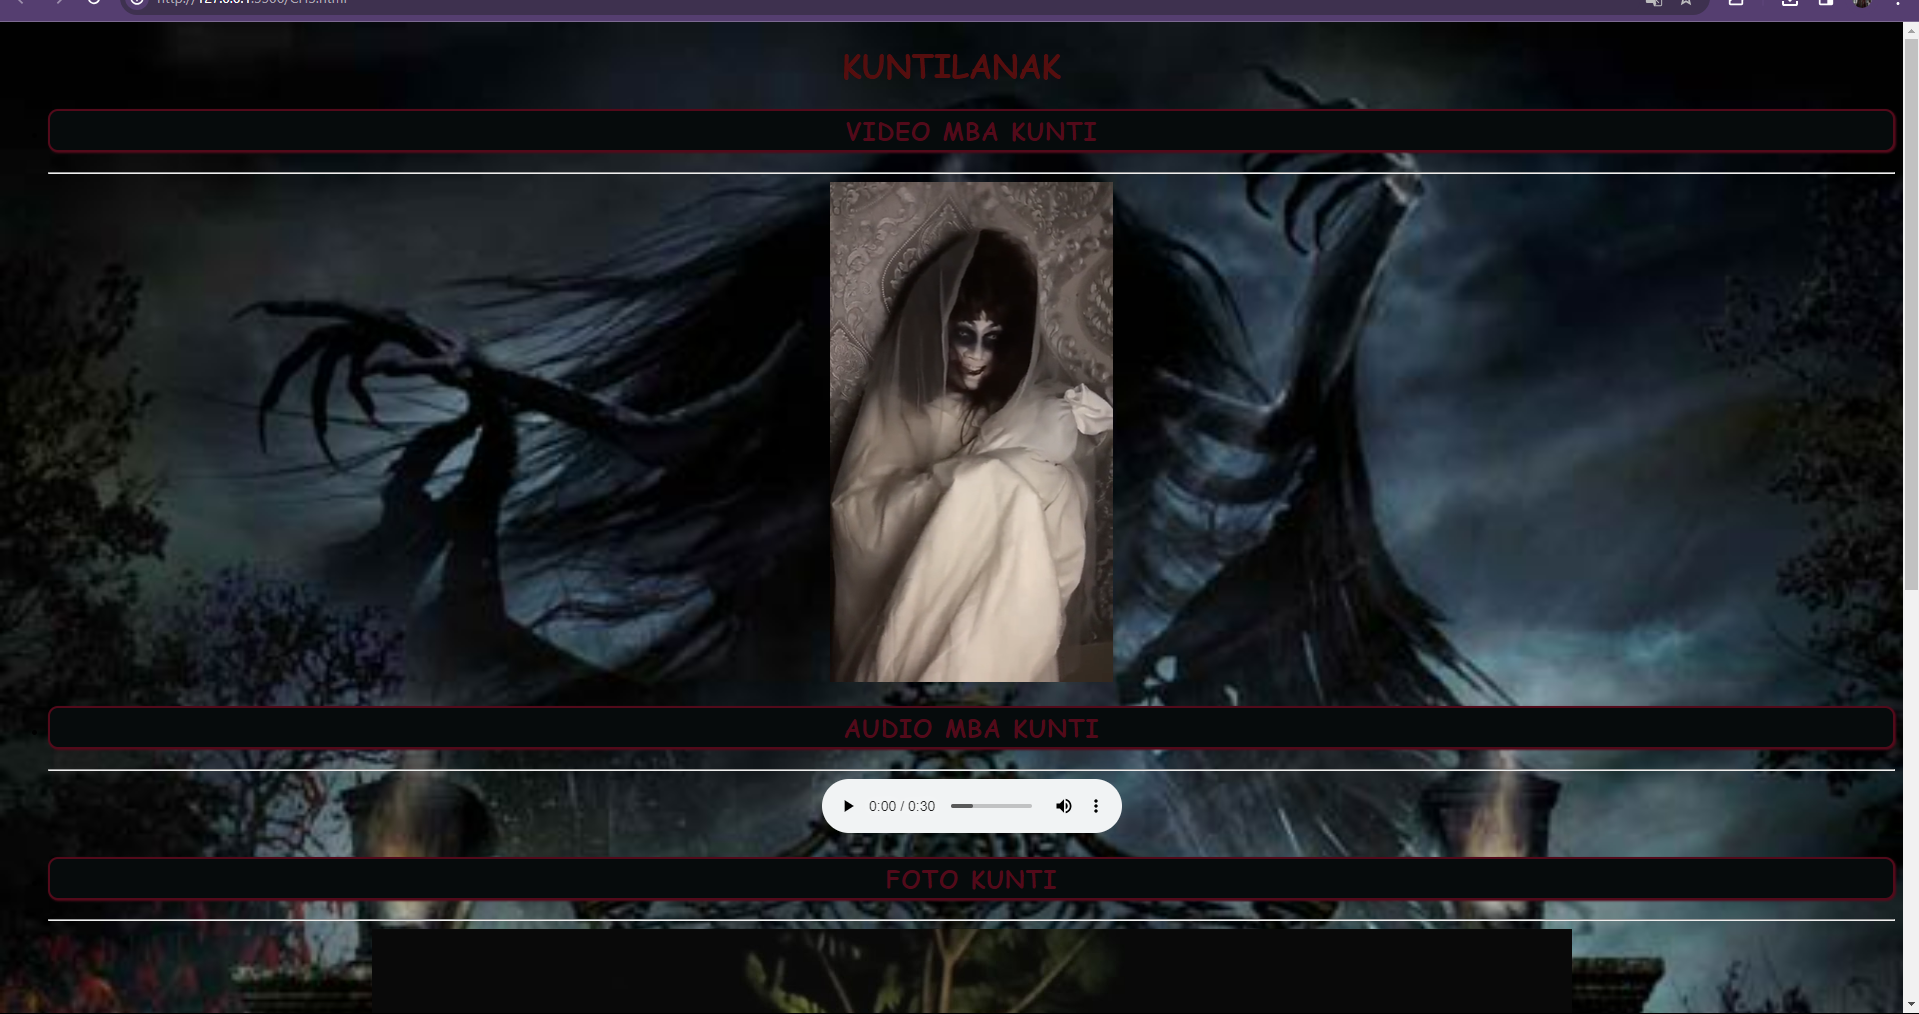 KUNTILANAK
VIDEO MBA KUNTI
AUDIO MBA KUNTI
0:00 / 0:30
FOTO KUNTI